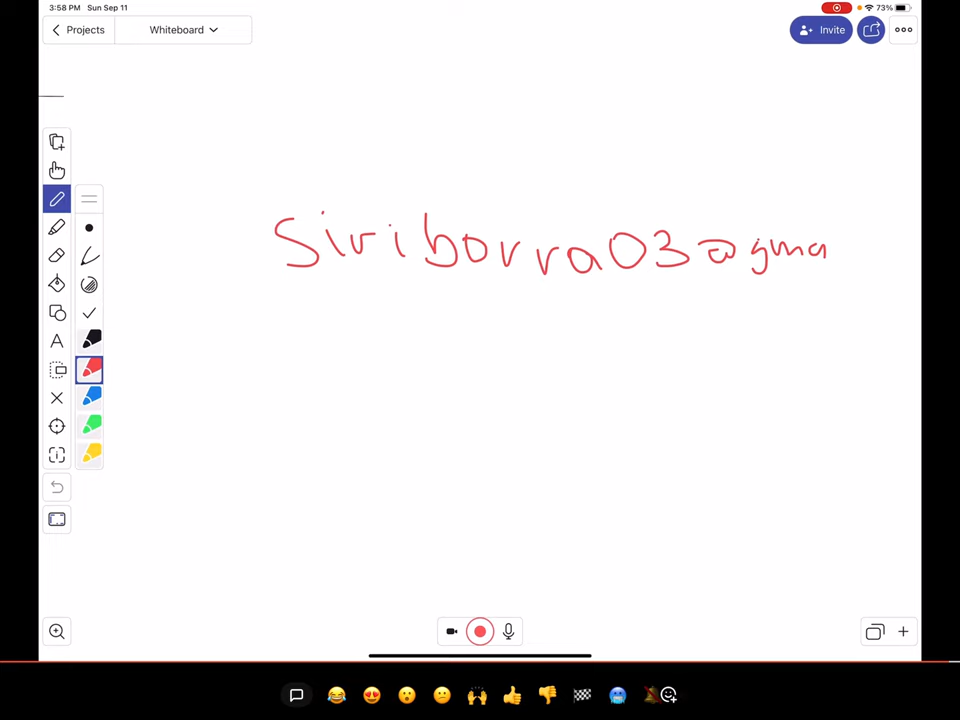 3:58 PM Sun Sep 11
73%
Projects
Whiteboard
Invite
Siriborra03@gma
A